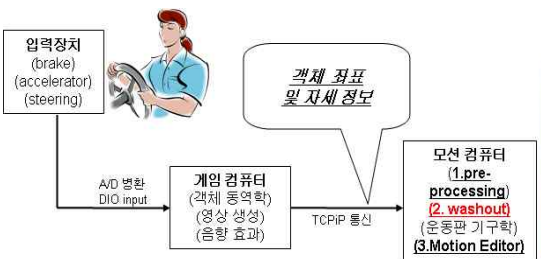 입력장치
(brake)
(accelerator)
(steering)
객체 좌표
및 자세 정보
A/D 병환
DIO input
게임 컴퓨터
(객체 동역학)
(영상 생성)
(음향 효과)
TCPiP 통신
모션 컴퓨터
(1.pre-
processing)
(2. washout)
(운동판 기구학)
(3.Motion Editor)